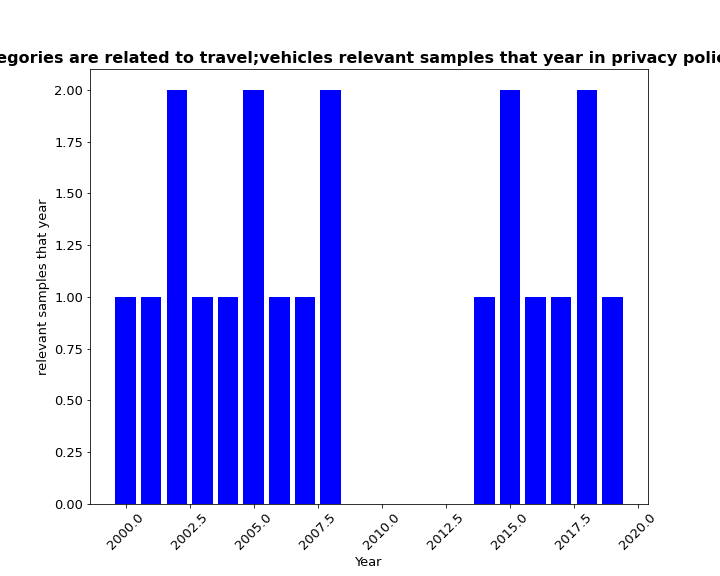 egories are related to travel;vehicles relevant samples that year in privacy polic
2.00
1.75
1.50
1.25
1.00
0.75
0.50
0.25
0.00
relevant samples that year
2000.0 2002.5 2005.0 2007.5 2010.0 2012.5 2015.0 2017.5 2020.0
Year